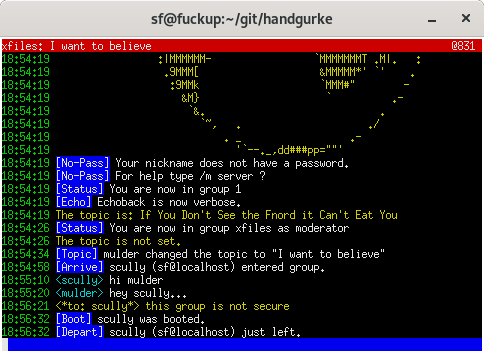 sf@fuckup:~/git/handgurke
xfiles: I want to believe @831
18:54:19 :IMMMMMM- `MMMMMMMT .MI. :
18:54:19 .9MMM[ &MMMMM*' `' .
18:54:19 :9MMk `MMM#" -
18:54:19 &M} ` .-
18:54:19 `&. .
18:54:19 `~, . ./
18:54:19 . _ .-
18:54:19 '`--._,dd###pp=""'
18:54:19 [No-Pass] Your nickname does not have a password.
18:54:19 [No-Pass] For help type /m server ?
18:54:19 [Status] You are now in group 1
18:54:19 [Echo] Echoback is now verbose.
18:54:19 The topic is: If You Don't See the Fnord it Can't Eat You
18:54:26 [Status] You are now in group xfiles as moderator
18:54:26 The topic is not set.
18:54:34 [Topic] mulder changed the topic to "I want to believe"
18:54:58 [Arrive] scully (sf@localhost) entered group.
18:55:10 <scully> hi mulder
18:55:20 <mulder> hey scully...
18:56:21 <*to: scully*> this group is not secure
18:56:32 [Boot] scully was booted.
18:56:32 [Depart] scully (sf@localhost) just left.